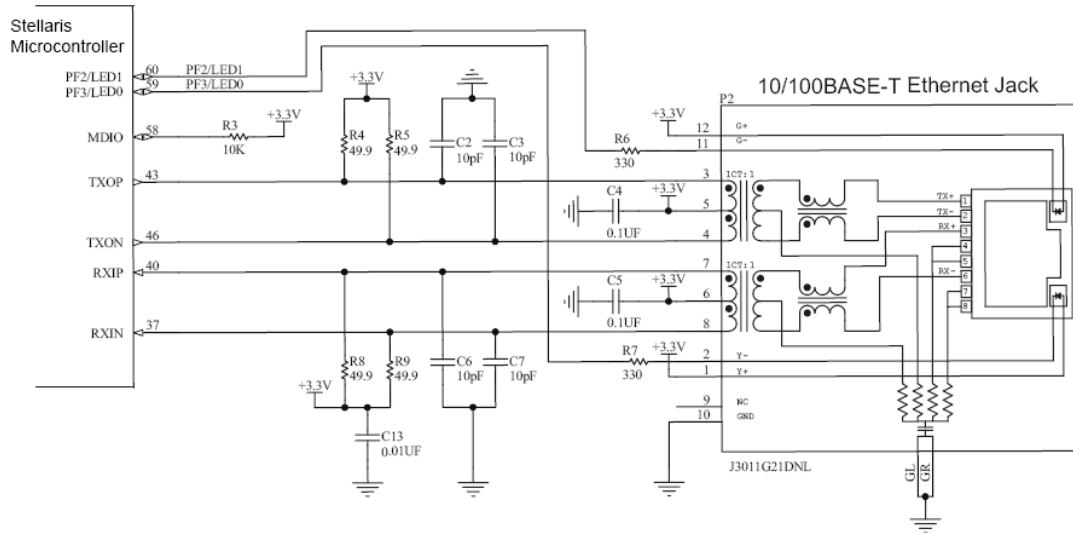 Stellaris
Microcontroller
PF2/LED1
60
PF2/LED1
PF3/LED0
59
PF3/LED0
MDIO
58
R3
10K
+3.3V
TXOP
43
TXON
46
RXIP
40
RXIN
37
+3.3V
R4
49.9
R5
49.9
C2
10pF
C3
10pF
R8
49.9
R9
49.9
C6
10pF
C7
10pF
+3.3V
C13
0.01UF
R6
330
C4
0.1UF
+3.3V
C5
0.1UF
+3.3V
R7
330
+3.3V
+3.3V
10/100BASE-T Ethernet Jack
P2
12
G+
11
G-
3
1CT:1
5
4
7
1CT:1
6
8
2
Y-
1
Y+
9
NC
10
GND
TX+
TX-
RX+
RX-
1
2
3
4
5
6
7
8
J3011G21DNL
GL
GR